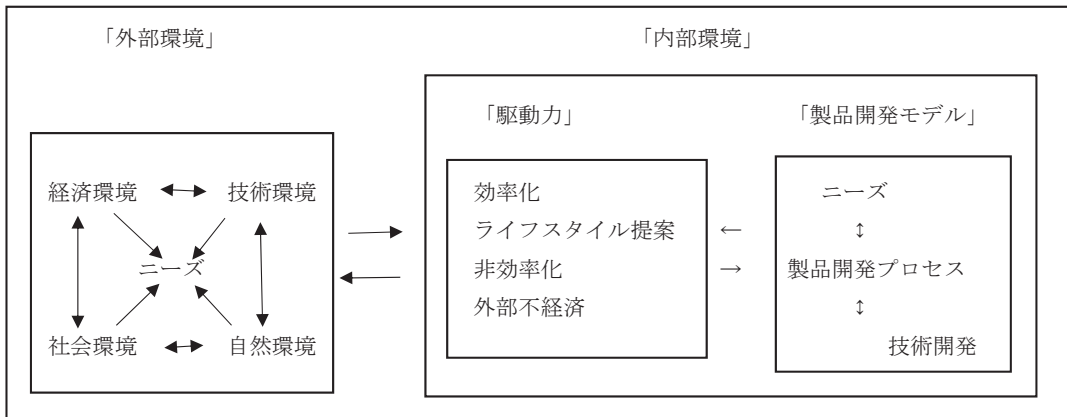 「外部環境」
「内部環境」
経済環境
技術環境
ニーズ
社会環境
自然環境
「駆動力」
効率化
ライフスタイル提案
非効率化
外部不経済
「製品開発モデル」
ニーズ
製品開発プロセス
技術開発